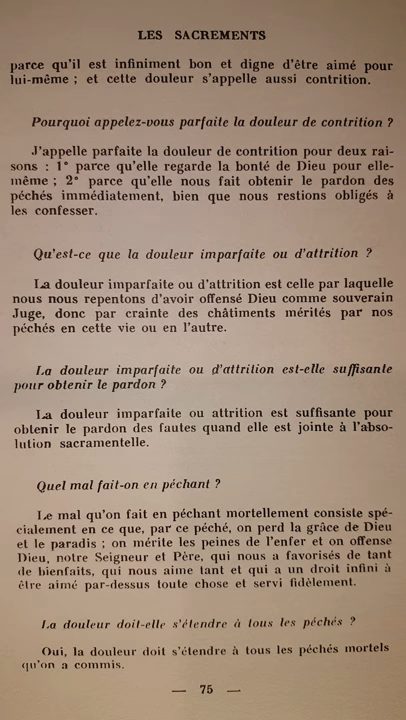 LES SACREMENTS
parce qu'il est infiniment bon et digne d'être aimé pour
lui-même ; et cette douleur s'appelle aussi contrition.
Pourquoi appelez-vous parfaite la douleur de contrition ?
J'appelle parfaite la douleur de contrition pour deux rai-
sons : 1° parce qu'elle regarde la bonté de Dieu pour elle-
même ; 2° parce qu'elle nous fait obtenir le pardon des
péchés immédiatement, bien que nous restions obligés à
les confesser.
Qu'est-ce que la douleur imparfaite ou d'attrition ?
La douleur imparfaite ou d'attrition est celle par laquelle
nous nous repentons d'avoir offensé Dieu comme souverain
Juge, donc par crainte des châtiments mérités par nos
péchés en cette vie ou en l'autre.
La douleur imparfaite ou d'attrition est-elle suffisante
pour obtenir le pardon ?
La douleur imparfaite ou attrition est suffisante pour
obtenir le pardon des fautes quand elle est jointe à l'abso-
lution sacramentelle.
Quel mal fait-on en péchant ?
Le mal qu'on fait en péchant mortellement consiste spé-
cialement en ce que, par ce péché, on perd la grâce de Dieu
et le paradis ; on mérite les peines de l'enfer et on offense
Dieu, notre Seigneur et Père, qui nous a favorisés de tant
de bienfaits, qui nous aime tant et qui a un droit infini à
être aimé par-dessus toute chose et servi fidèlement.
La douleur doit-elle s'étendre à tous les péchés ?
Oui, la douleur doit s'étendre à tous les péchés mortels
qu'on a commis.
— 75 —